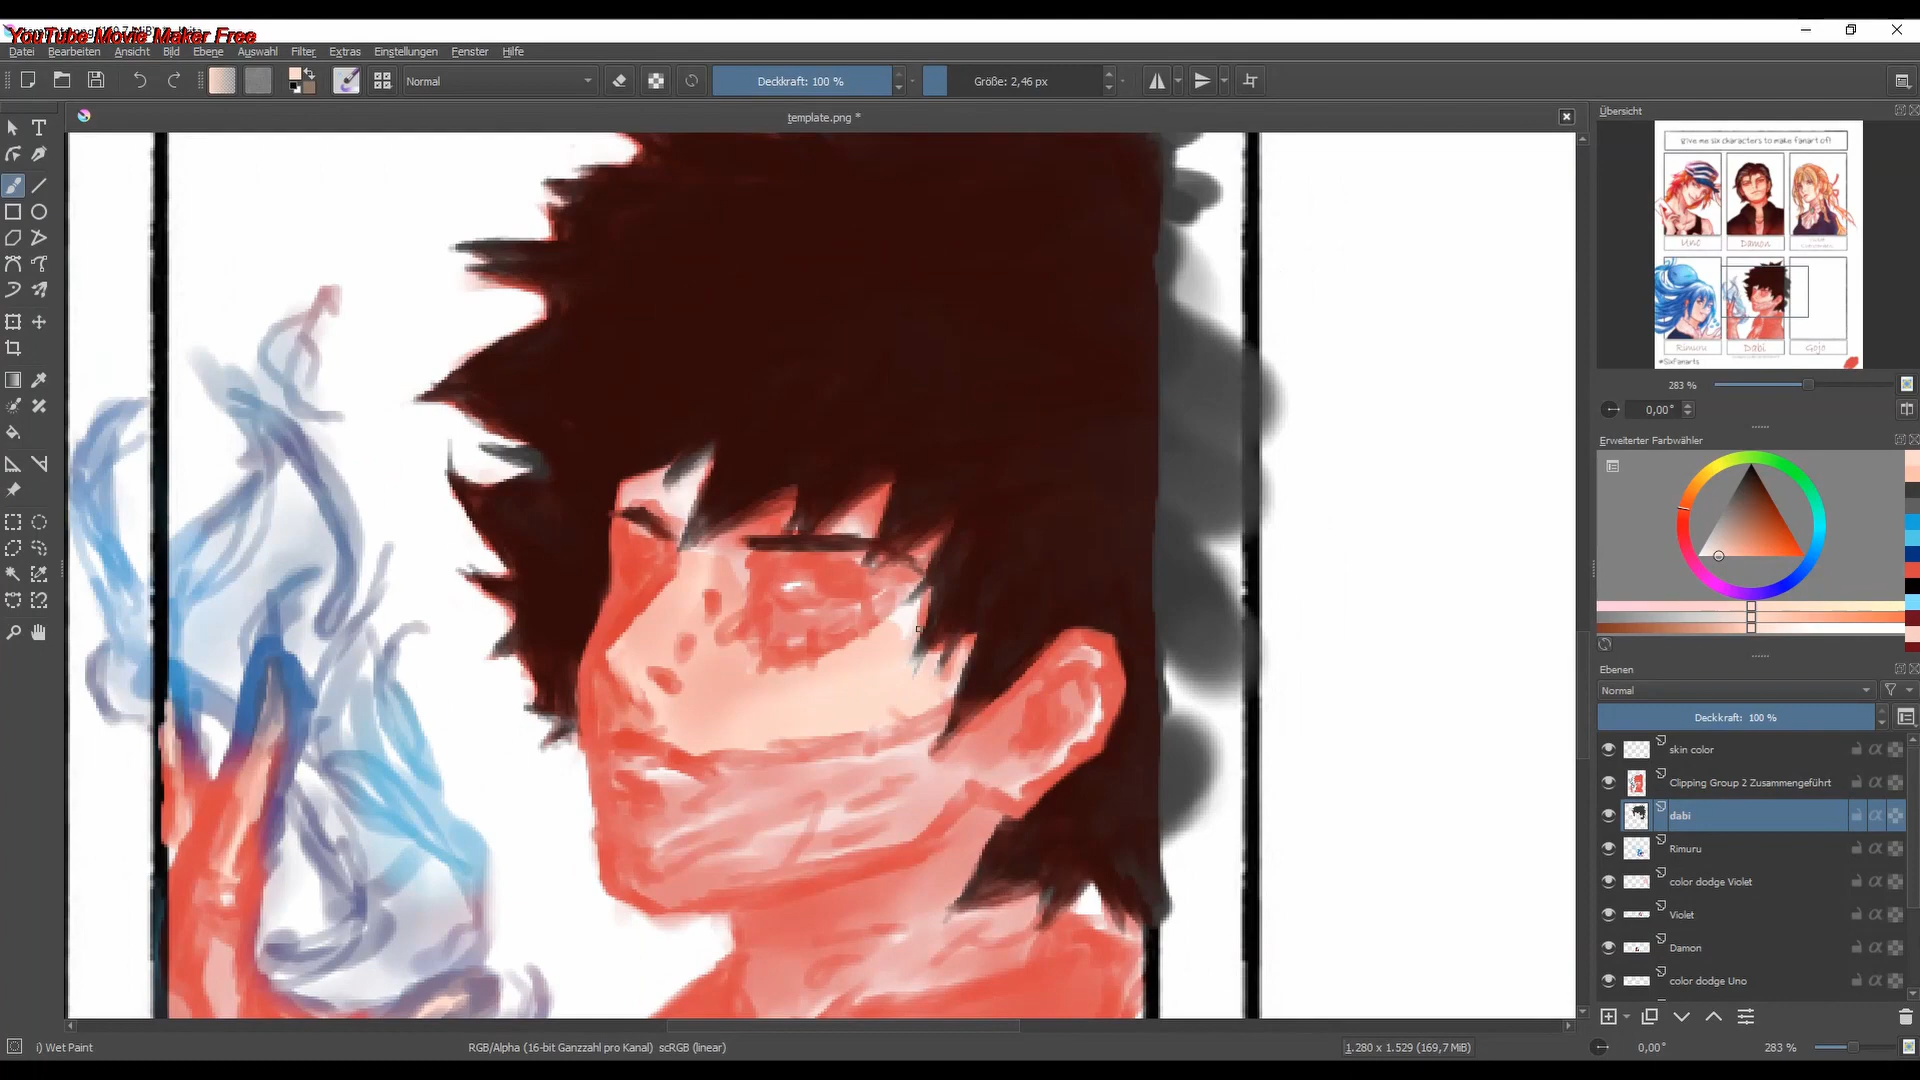 YouTube Movie Maker Free
Datei Bearbeiten Ansicht Bild Ebene Auswahl Filter Extras Einstellungen Fenster Hilfe
Normal Deckkraft: 100 % Größe: 2,46 px
template.png *
Übersicht
give me six characters to make fanart of!
Uno Damon
Rimuru Dabi Gojo
#SixFanarts
283 %
0,00°
Erweiterter Farbwähler
Ebenen
Normal
Deckkraft: 100 %
skin color
Clipping Group 2 Zusammengeführt
dabi
Rimuru
color dodge Violet
Violet
Damon
color dodge Uno
i) Wet Paint RGB/Alpha (16-bit Ganzzahl pro Kanal) scRGB (linear) 1.280 x 1.529 (169,7 MiB) 0,00° 283 %